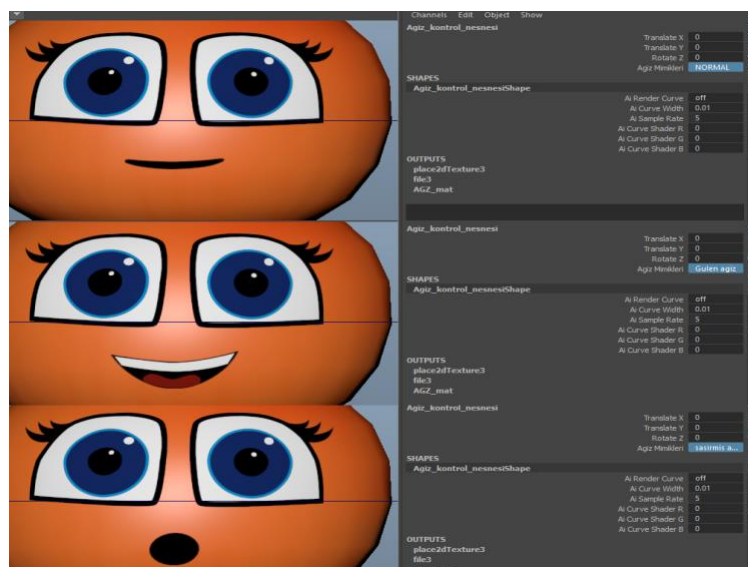 Channels Edit Object Show
Agiz_kontrol_nesnesi
Translate X 0
Translate Y 0
Rotate Z 0
Agiz Mimikleri NORMAL
SHAPES
Agiz_kontrol_nesnesiShape
Ai Render Curve off
Ai Curve Width 0.01
Ai Sample Rate 5
Ai Curve Shader R 0
Ai Curve Shader G 0
Ai Curve Shader B 0
OUTPUTS
place2dTexture3
file3
AGZ_mat
Agiz_kontrol_nesnesi
Translate X 0
Translate Y 0
Rotate Z 0
Agiz Mimikleri Gulen agiz
SHAPES
Agiz_kontrol_nesnesiShape
Ai Render Curve off
Ai Curve Width 0.01
Ai Sample Rate 5
Ai Curve Shader R 0
Ai Curve Shader G 0
Ai Curve Shader B 0
OUTPUTS
place2dTexture3
file3
AGZ_mat
Agiz_kontrol_nesnesi
Translate X 0
Translate Y 0
Rotate Z 0
Agiz Mimikleri sasirmis a...
SHAPES
Agiz_kontrol_nesnesiShape
Ai Render Curve off
Ai Curve Width 0.01
Ai Sample Rate 5
Ai Curve Shader R 0
Ai Curve Shader G 0
Ai Curve Shader B 0
OUTPUTS
place2dTexture3
file3